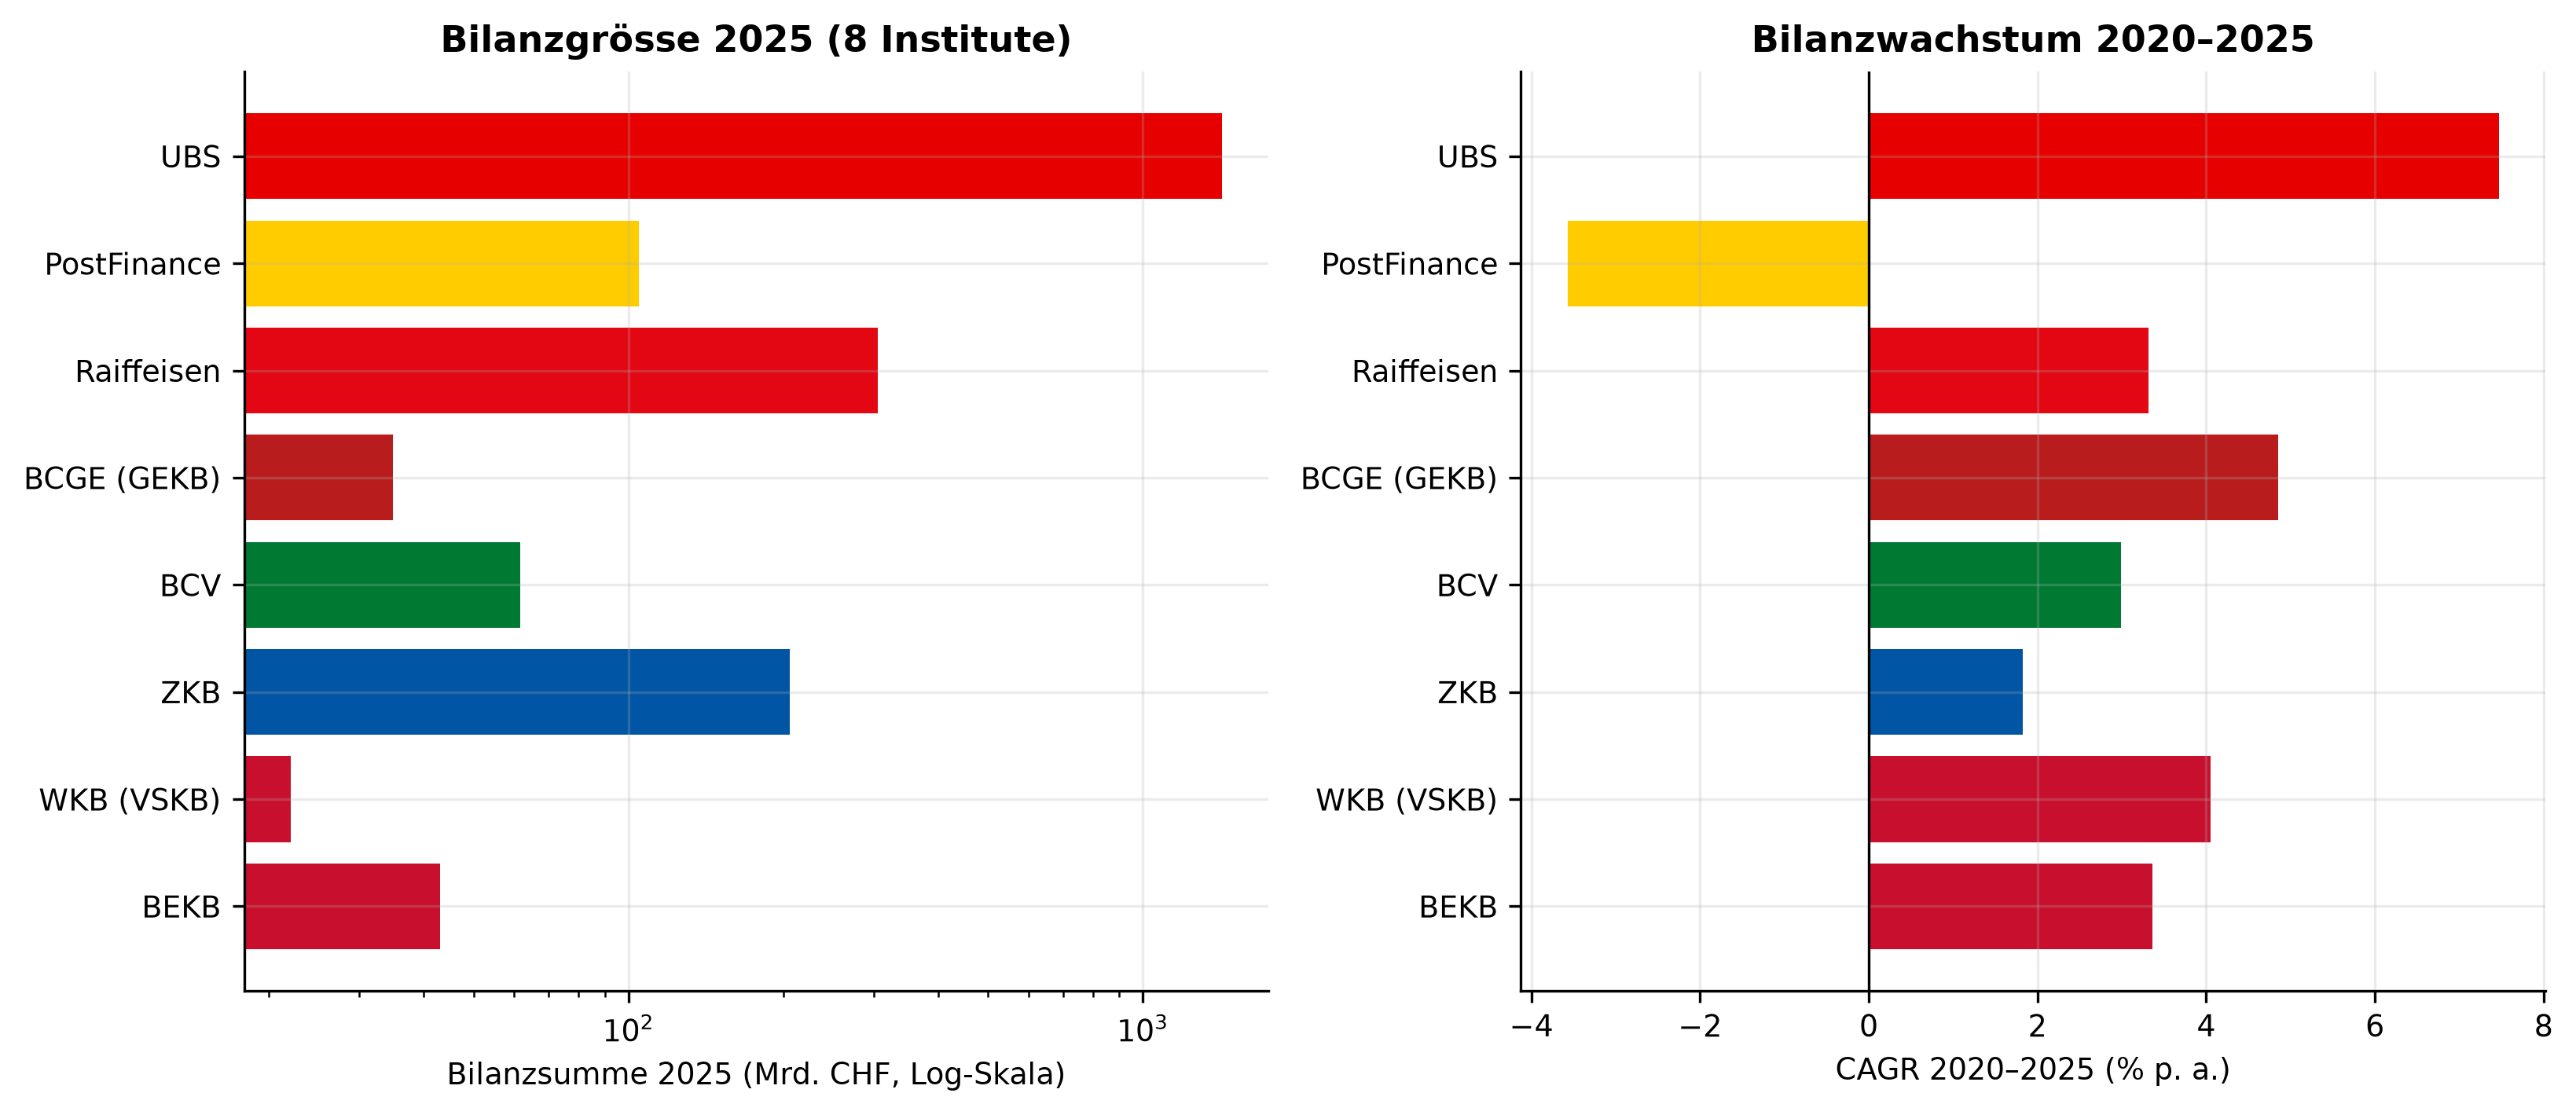 Bilanzgrösse 2025 (8 Institute)
UBS
PostFinance
Raiffeisen
BCGE (GEKB)
BCV
ZKB
WKB (VSKB)
BEKB
10²
10³
Bilanzsumme 2025 (Mrd. CHF, Log-Skala)
Bilanzwachstum 2020–2025
UBS
PostFinance
Raiffeisen
BCGE (GEKB)
BCV
ZKB
WKB (VSKB)
BEKB
−4 −2 0 2 4 6 8
CAGR 2020–2025 (% p. a.)